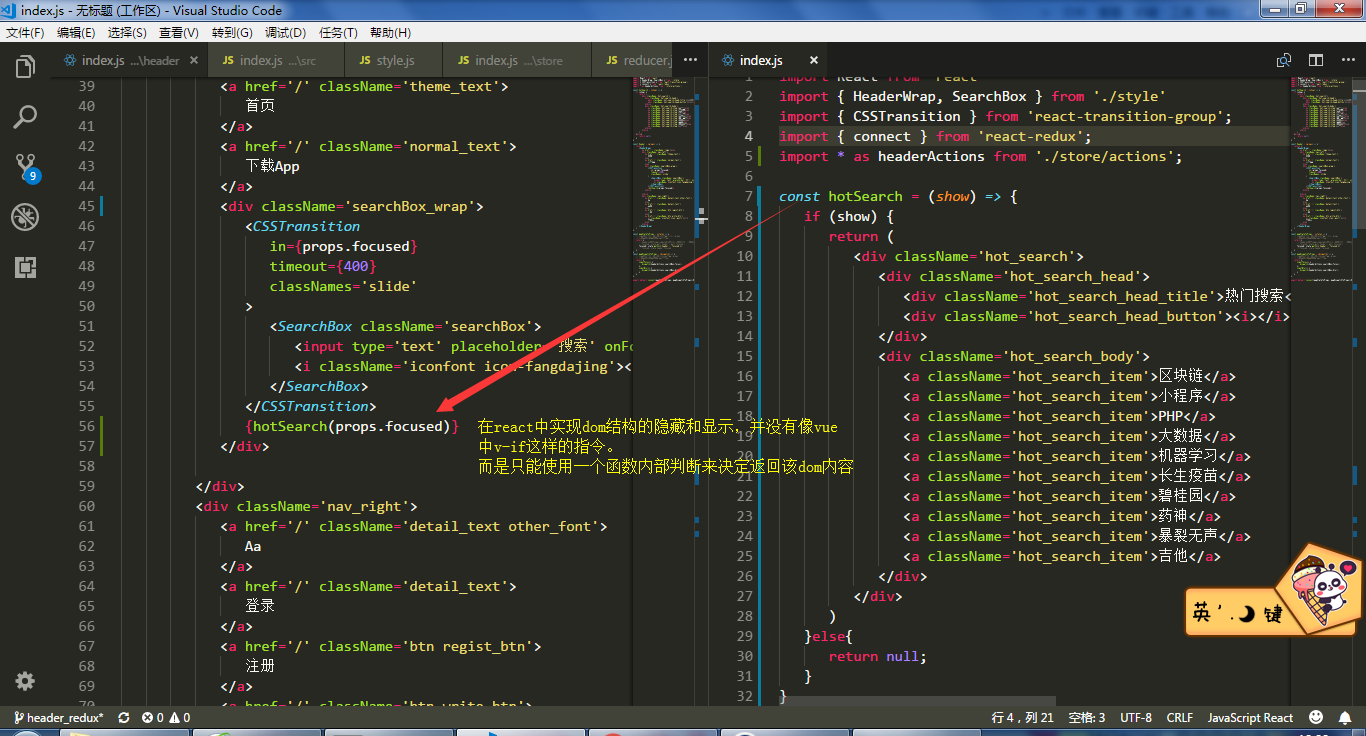 index.js - 无标题 (工作区) - Visual Studio Code
文件(F) 编辑(E) 选择(S) 查看(V) 转到(G) 调试(D) 任务(T) 帮助(H)
index.js ...\header × JS index.js ...\src JS style.js JS index.js ...\store JS reducer.j ···
39 <a href='/' className='theme_text'>
40 首页
41 </a>
42 <a href='/' className='normal_text'>
43 下载App
44 </a>
45 <div className='searchBox_wrap'>
46 <CSSTransition
47 in={props.focused}
48 timeout={400}
49 classNames='slide'
50 >
51 <SearchBox className='searchBox'>
52 <input type='text' placeholder= '搜索' onFo
53 <i className='iconfont icon-fangdajing'><
54 </SearchBox>
55 </CSSTransition>
56 {hotSearch(props.focused)}
57 </div>
58
59 </div>
60 <div className='nav_right'>
61 <a href='/' className='detail_text other_font'>
62 Aa
63 </a>
64 <a href='/' className='detail_text'>
65 登录
66 </a>
67 <a href='/' className='btn regist_btn'>
68 注册
69 </a>
70 <a href='/' className='btn write_btn'>
在react中实现dom结构的隐藏和显示，并没有像vue
中v-if这样的指令。
而是只能使用一个函数内部判断来决定返回该dom内容
index.js × ···
1 import React from 'react'
2 import { HeaderWrap, SearchBox } from './style'
3 import { CSSTransition } from 'react-transition-group';
4 import { connect } from 'react-redux';
5 import * as headerActions from './store/actions';
6
7 const hotSearch = (show) => {
8 if (show) {
9 return (
10 <div className='hot_search'>
11 <div className='hot_search_head'>
12 <div className='hot_search_head_title'>热门搜索<
13 <div className='hot_search_head_button'><i></i>
14 </div>
15 <div className='hot_search_body'>
16 <a className='hot_search_item'>区块链</a>
17 <a className='hot_search_item'>小程序</a>
18 <a className='hot_search_item'>PHP</a>
19 <a className='hot_search_item'>大数据</a>
20 <a className='hot_search_item'>机器学习</a>
21 <a className='hot_search_item'>长生疫苗</a>
22 <a className='hot_search_item'>碧桂园</a>
23 <a className='hot_search_item'>药神</a>
24 <a className='hot_search_item'>暴裂无声</a>
25 <a className='hot_search_item'>吉他</a>
26 </div>
27 </div>
28 )
29 }else{
30 return null;
31 }
32 }
9
英 '. 键
header_redux* 0 0 行 4，列 21 空格: 3 UTF-8 CRLF JavaScript React